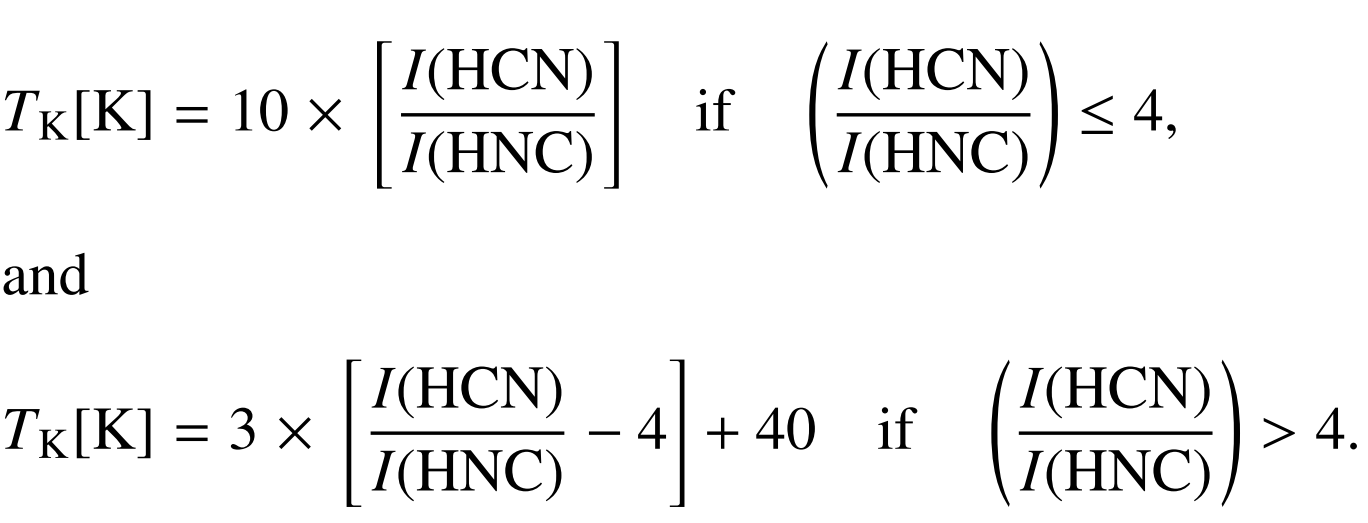 T_K[K] = 10 × [I(HCN)/I(HNC)] if (I(HCN)/I(HNC)) ≤ 4,
and
T_K[K] = 3 × [I(HCN)/I(HNC) − 4] + 40 if (I(HCN)/I(HNC)) > 4.